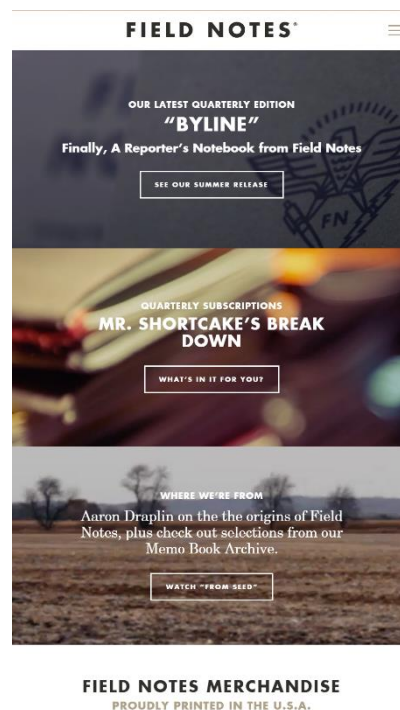 FIELD NOTES®
OUR LATEST QUARTERLY EDITION
“BYLINE”
Finally, A Reporter’s Notebook from Field Notes
SEE OUR SUMMER RELEASE
FN
QUARTERLY SUBSCRIPTIONS
MR. SHORTCAKE’S BREAK
DOWN
WHAT’S IN IT FOR YOU?
WHERE WE’RE FROM
Aaron Draplin on the the origins of Field
Notes, plus check out selections from our
Memo Book Archive.
WATCH “FROM SEED”
FIELD NOTES MERCHANDISE
PROUDLY PRINTED IN THE U.S.A.